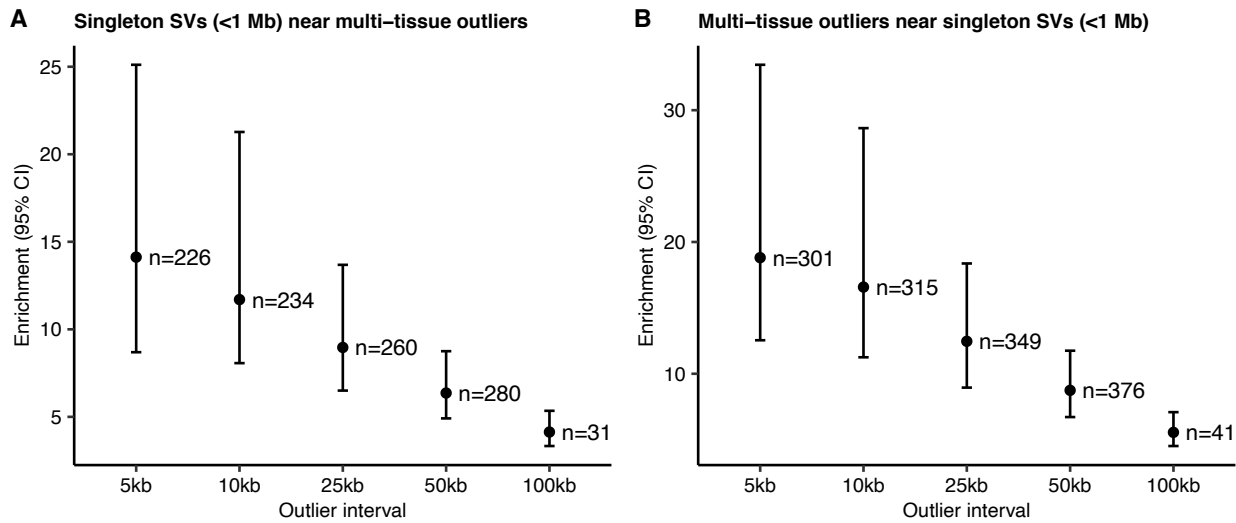 A Singleton SVs (<1 Mb) near multi−tissue outliers
Enrichment (95% CI)
25
20
15
10
5
n=226
n=234
n=260
n=280
n=31
5kb 10kb 25kb 50kb 100kb
Outlier interval
B Multi−tissue outliers near singleton SVs (<1 Mb)
Enrichment (95% CI)
30
20
10
n=301
n=315
n=349
n=376
n=41
5kb 10kb 25kb 50kb 100kb
Outlier interval